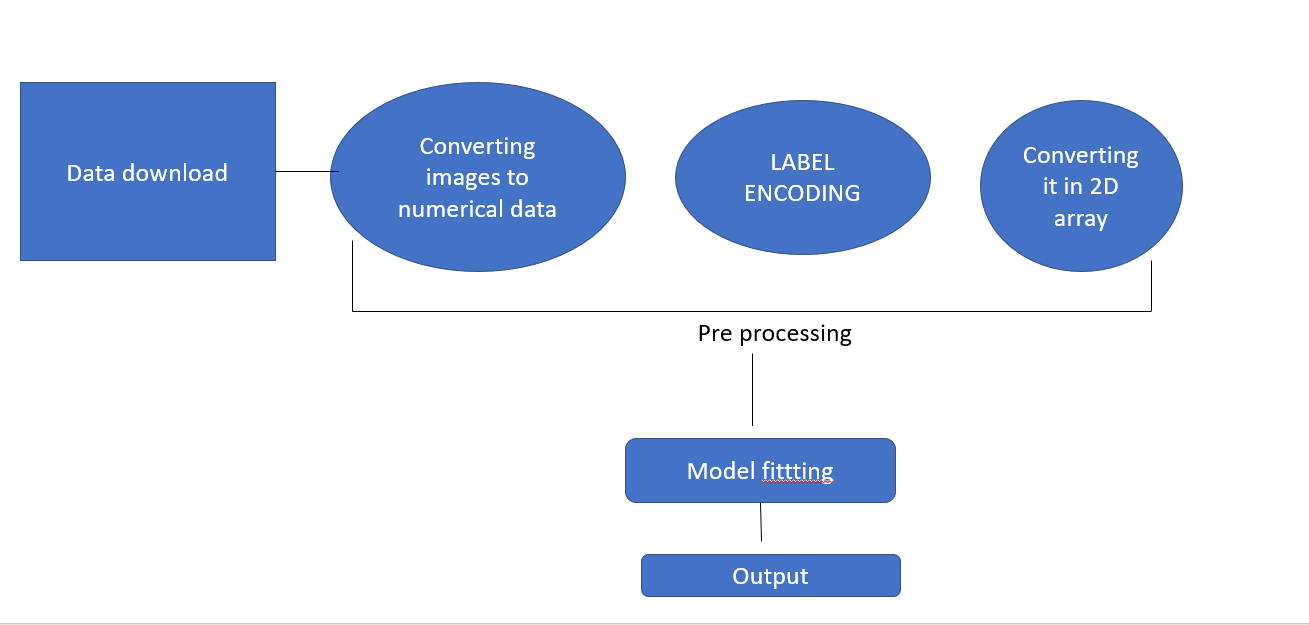 Data download
Converting
images to
numerical data
LABEL
ENCODING
Converting
it in 2D
array
Pre processing
Model fittting
Output